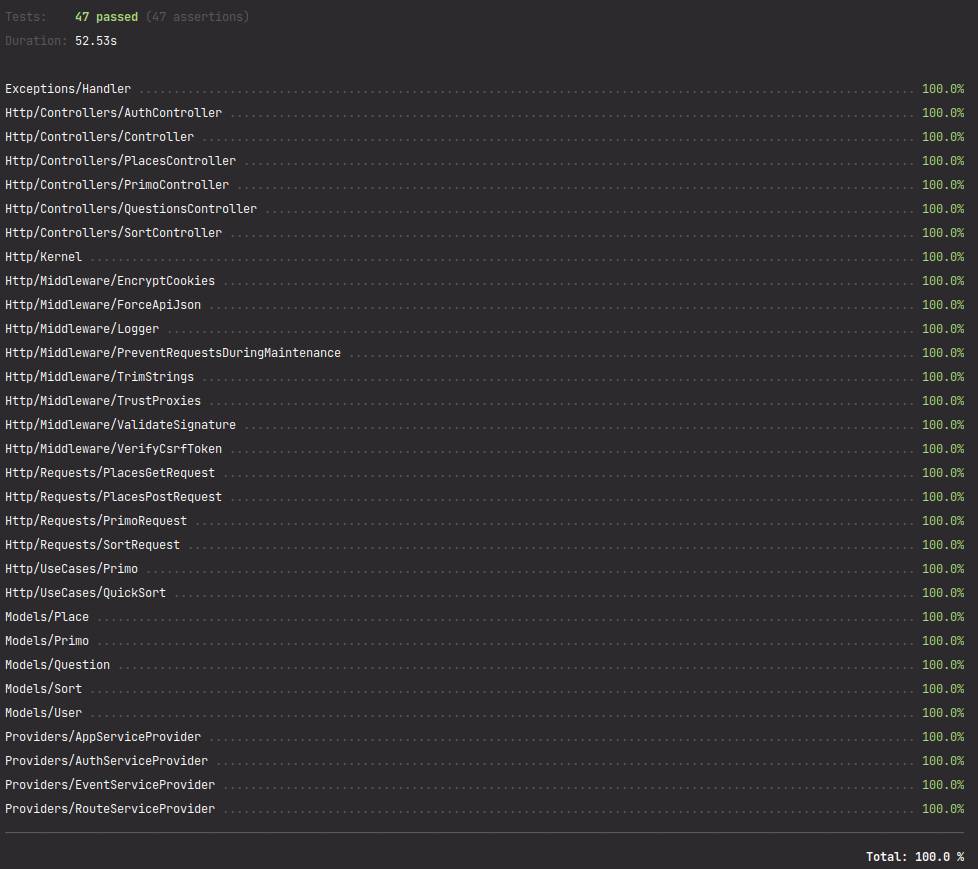 Tests: 47 passed (47 assertions)
Duration: 52.53s
Exceptions/Handler 100.0%
Http/Controllers/AuthController 100.0%
Http/Controllers/Controller 100.0%
Http/Controllers/PlacesController 100.0%
Http/Controllers/PrimoController 100.0%
Http/Controllers/QuestionsController 100.0%
Http/Controllers/SortController 100.0%
Http/Kernel 100.0%
Http/Middleware/EncryptCookies 100.0%
Http/Middleware/ForceApiJson 100.0%
Http/Middleware/Logger 100.0%
Http/Middleware/PreventRequestsDuringMaintenance 100.0%
Http/Middleware/TrimStrings 100.0%
Http/Middleware/TrustProxies 100.0%
Http/Middleware/ValidateSignature 100.0%
Http/Middleware/VerifyCsrfToken 100.0%
Http/Requests/PlacesGetRequest 100.0%
Http/Requests/PlacesPostRequest 100.0%
Http/Requests/PrimoRequest 100.0%
Http/Requests/SortRequest 100.0%
Http/UseCases/Primo 100.0%
Http/UseCases/QuickSort 100.0%
Models/Place 100.0%
Models/Primo 100.0%
Models/Question 100.0%
Models/Sort 100.0%
Models/User 100.0%
Providers/AppServiceProvider 100.0%
Providers/AuthServiceProvider 100.0%
Providers/EventServiceProvider 100.0%
Providers/RouteServiceProvider 100.0%
Total: 100.0 %